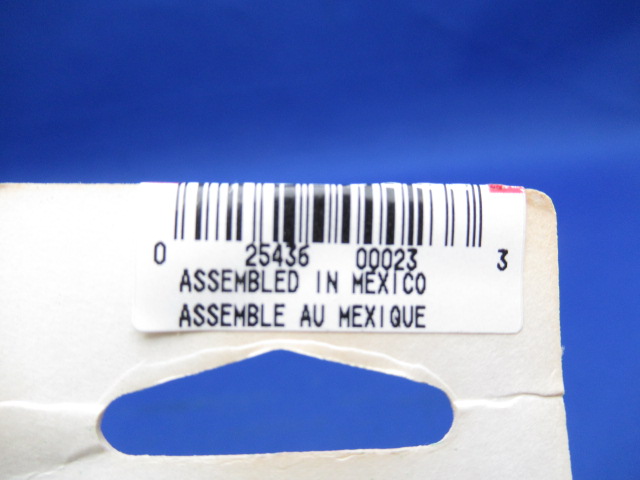 0 25436 00023 3
ASSEMBLED IN MEXICO
ASSEMBLE AU MEXIQUE